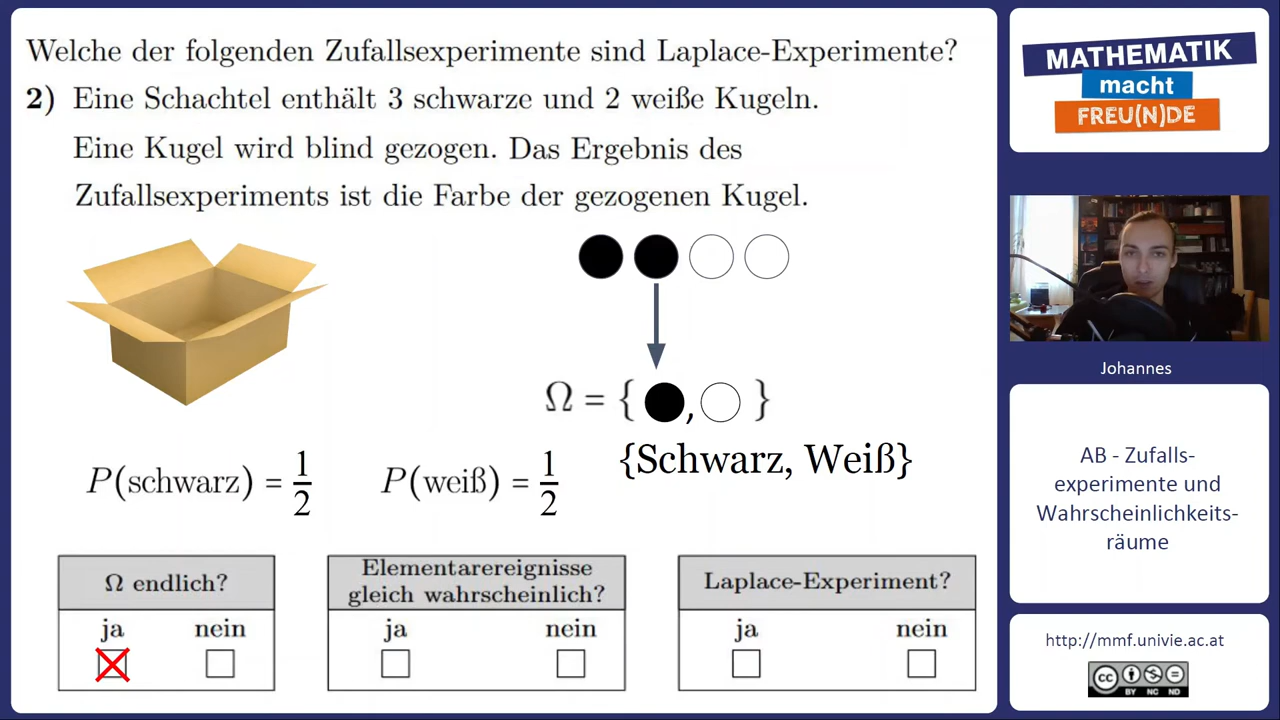 Welche der folgenden Zufallsexperimente sind Laplace-Experimente?
2) Eine Schachtel enthält 3 schwarze und 2 weiße Kugeln.
Eine Kugel wird blind gezogen. Das Ergebnis des
Zufallsexperiments ist die Farbe der gezogenen Kugel.
Ω = { , }
{Schwarz, Weiß}
P(schwarz) = 1/2
P(weiß) = 1/2
Ω endlich?
ja nein
Elementarereignisse
gleich wahrscheinlich?
ja nein
Laplace-Experiment?
ja nein
MATHEMATIK
macht
FREU(N)DE
Johannes
AB - Zufalls-
experimente und
Wahrscheinlichkeits-
räume
http://mmf.univie.ac.at
cc
BY NC ND